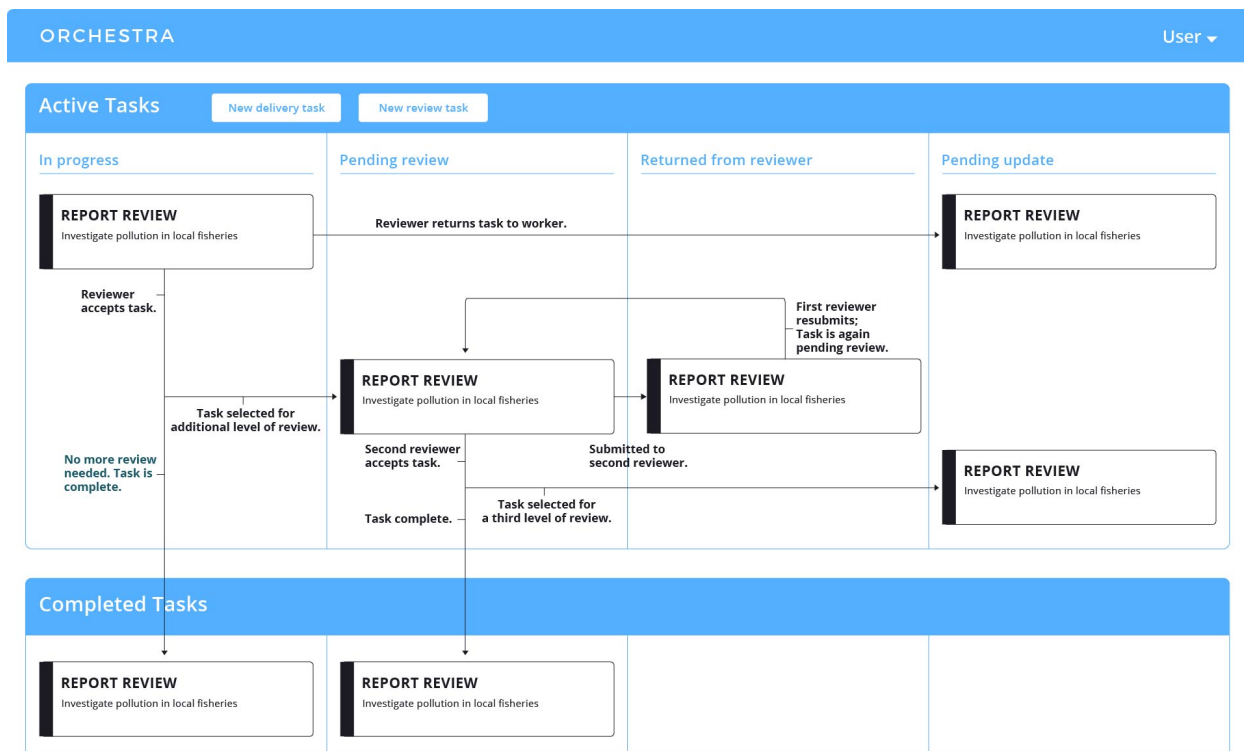 ORCHESTRA
User
Active Tasks
New delivery task
New review task
In progress
Pending review
Returned from reviewer
Pending update
REPORT REVIEW
Investigate pollution in local fisheries
Reviewer returns task to worker.
REPORT REVIEW
Investigate pollution in local fisheries
Reviewer
accepts task.
First reviewer
resubmits;
Task is again
pending review.
REPORT REVIEW
Investigate pollution in local fisheries
REPORT REVIEW
Investigate pollution in local fisheries
Task selected for
additional level of review.
No more review
needed. Task is
complete.
Second reviewer
accepts task.
Submitted to
second reviewer.
REPORT REVIEW
Investigate pollution in local fisheries
Task selected for
a third level of review.
Task complete.
Completed Tasks
REPORT REVIEW
Investigate pollution in local fisheries
REPORT REVIEW
Investigate pollution in local fisheries